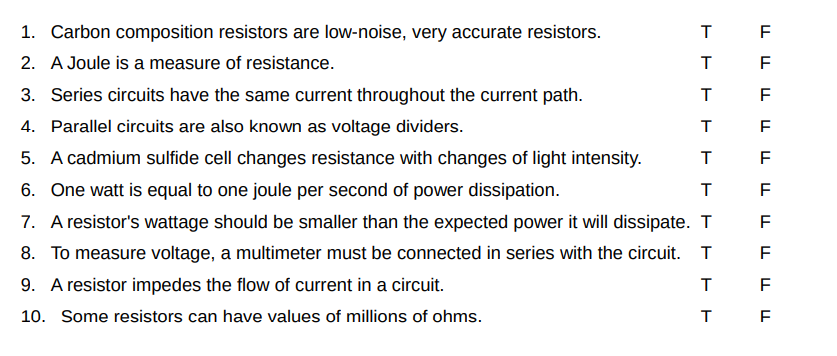 1. Carbon composition resistors are low-noise, very accurate resistors. T F
2. A Joule is a measure of resistance. T F
3. Series circuits have the same current throughout the current path. T F
4. Parallel circuits are also known as voltage dividers. T F
5. A cadmium sulfide cell changes resistance with changes of light intensity. T F
6. One watt is equal to one joule per second of power dissipation. T F
7. A resistor's wattage should be smaller than the expected power it will dissipate. T F
8. To measure voltage, a multimeter must be connected in series with the circuit. T F
9. A resistor impedes the flow of current in a circuit. T F
10. Some resistors can have values of millions of ohms. T F